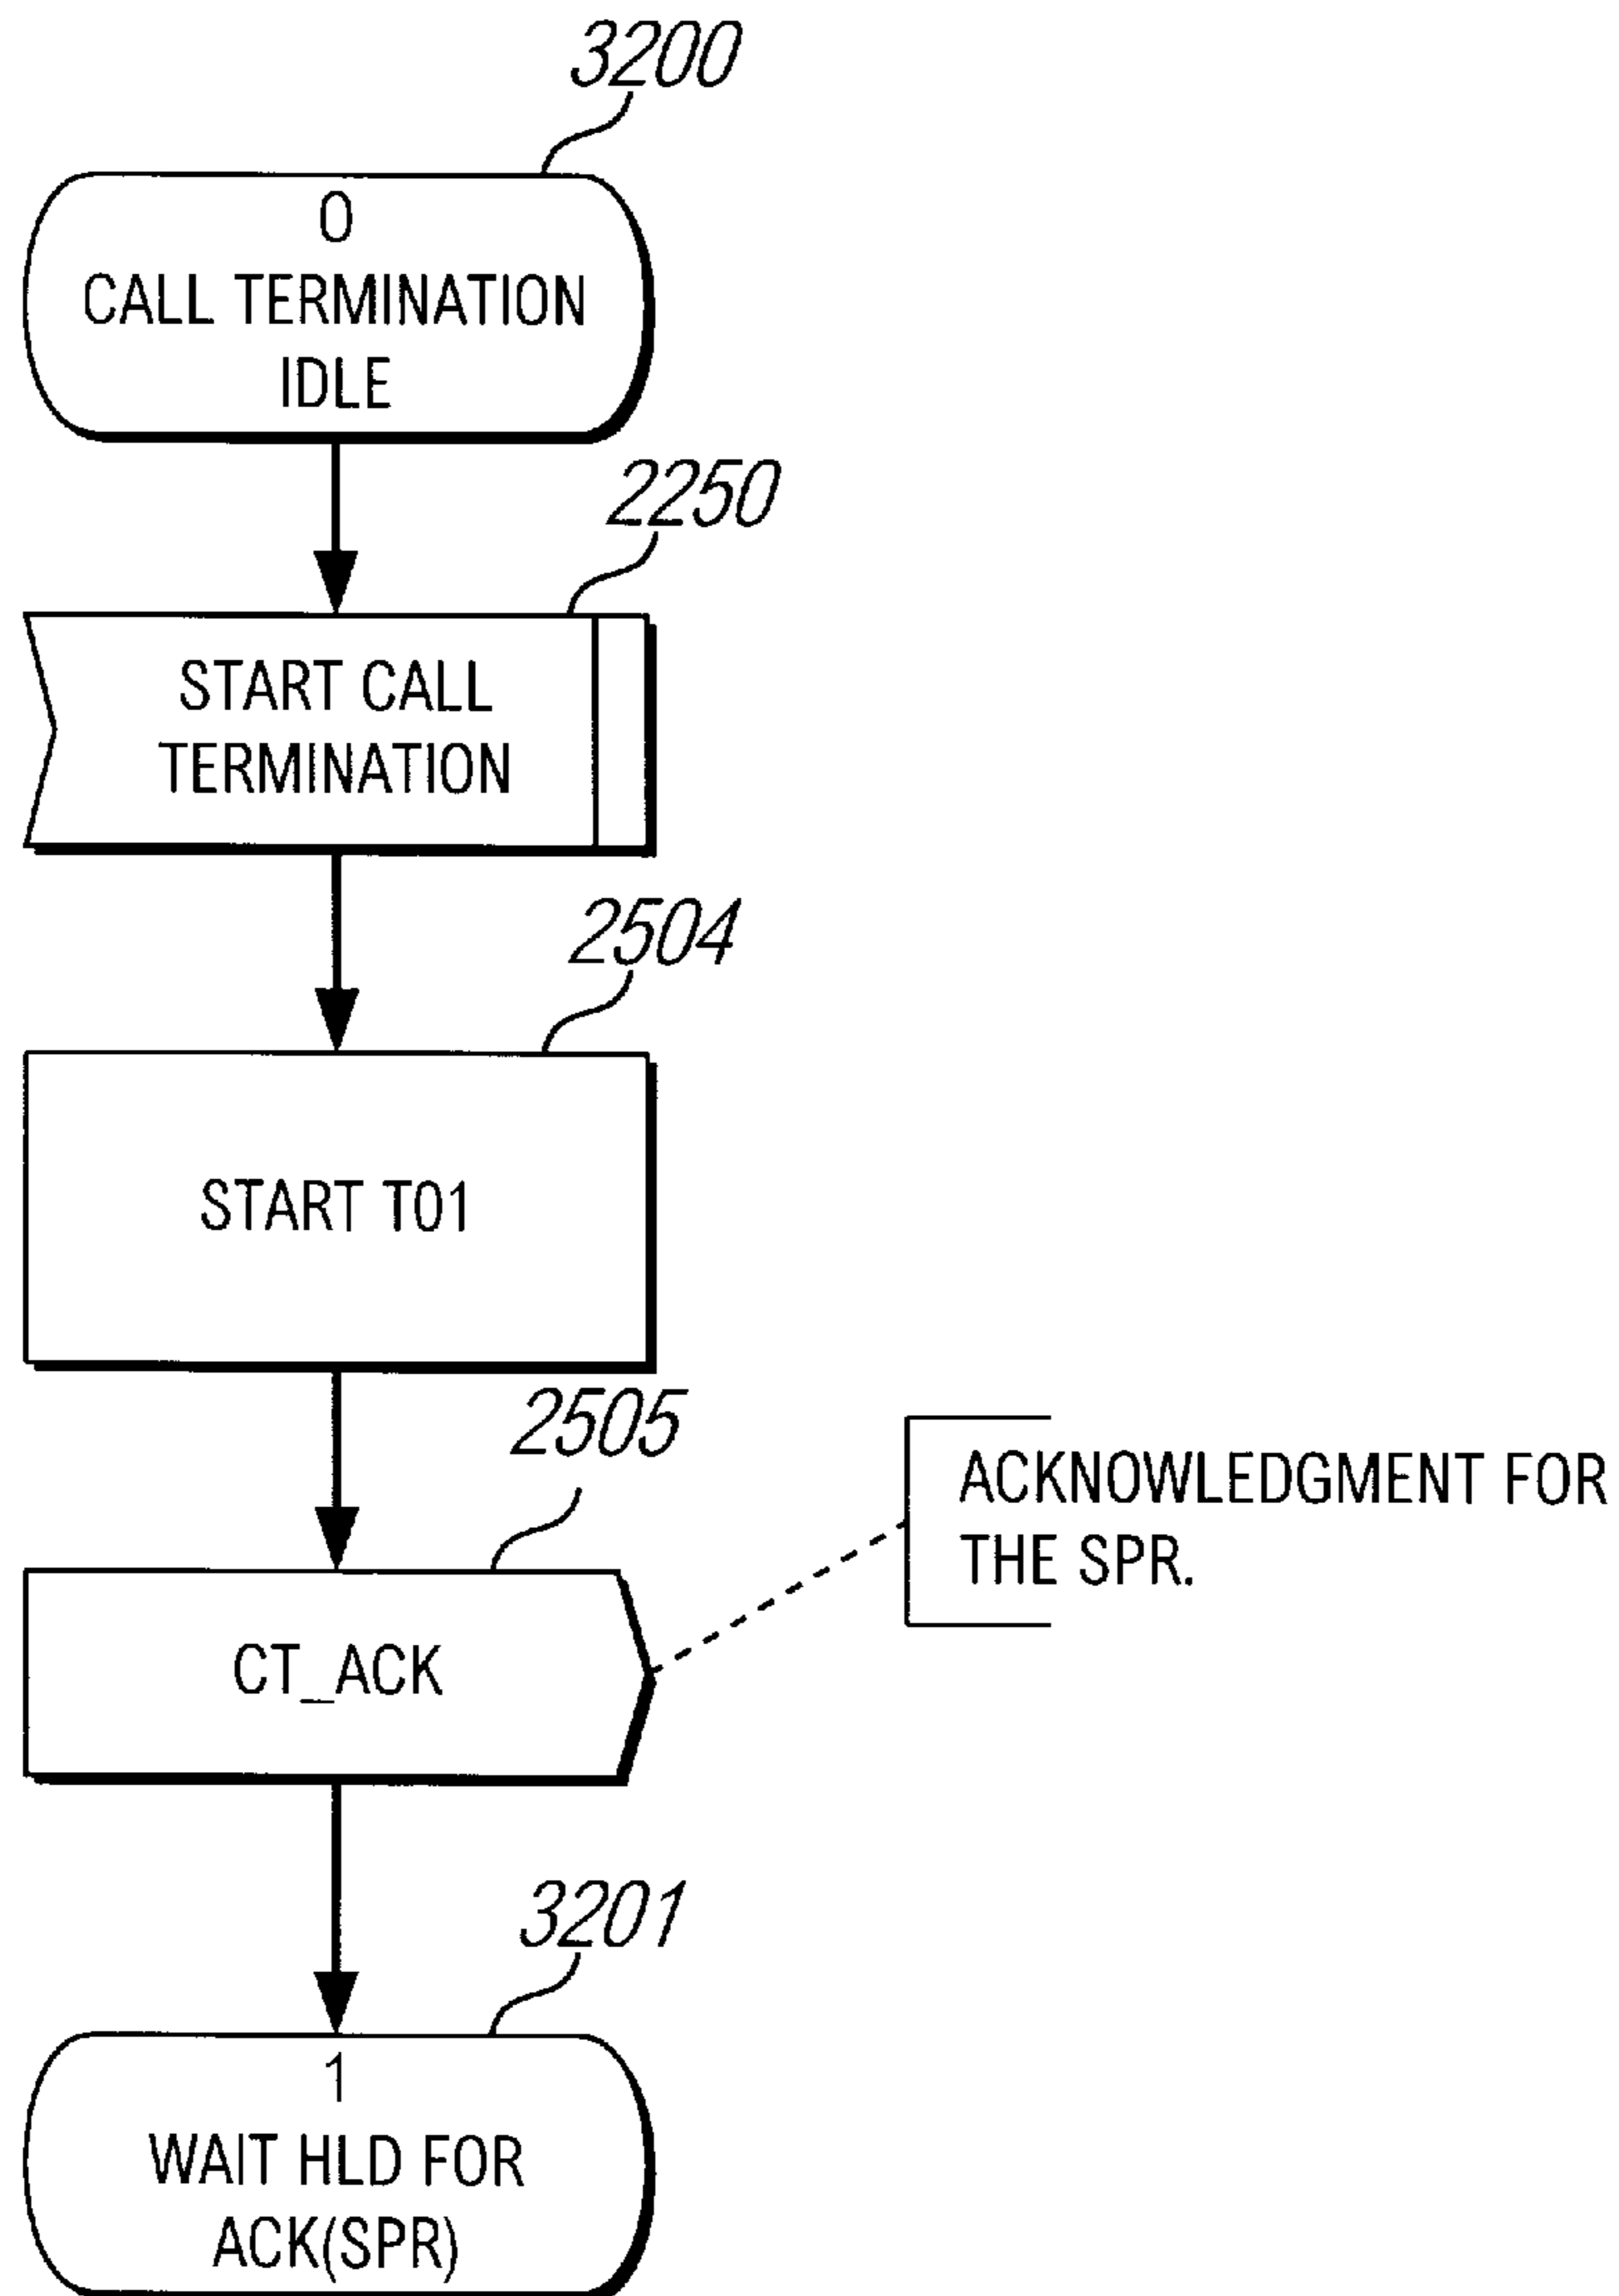 3200
0
CALL TERMINATION
IDLE
2250
START CALL
TERMINATION
2504
START T01
2505
ACKNOWLEDGMENT FOR
THE SPR.
CT_ACK
3201
1
WAIT HLD FOR
ACK(SPR)